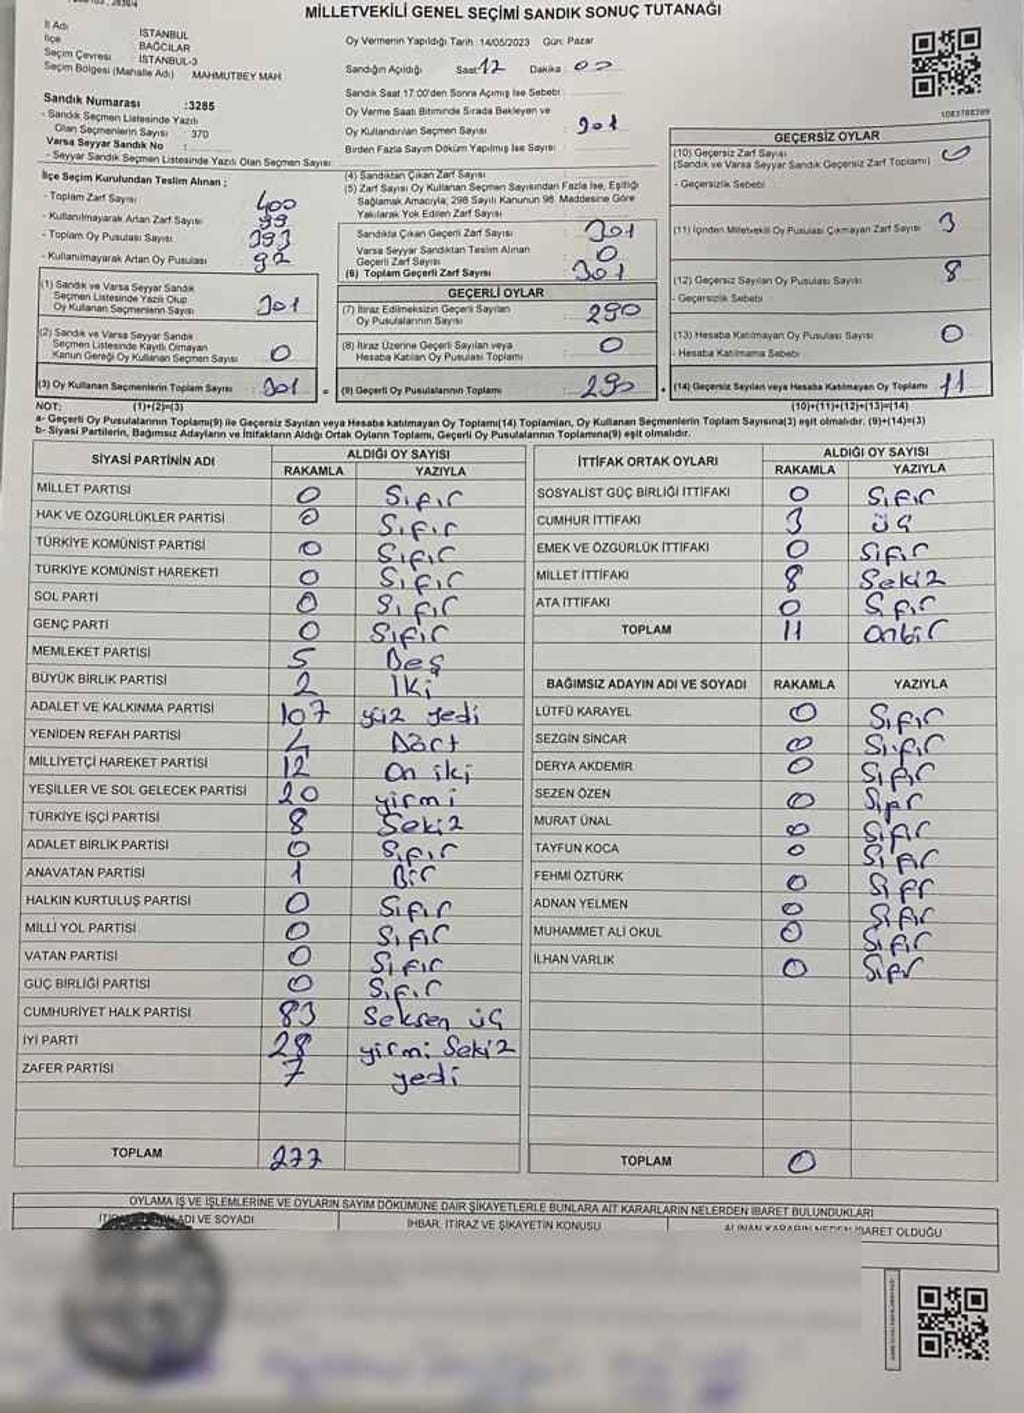 MİLLETVEKİLİ GENEL SEÇİMİ SANDIK SONUÇ TUTANAĞI
İl Adı İSTANBUL
İlçe BAĞCILAR
Seçim Çevresi İSTANBUL-3
Seçim Bölgesi (Mahalle Adı) MAHMUTBEY MAH
Sandık Numarası :3285
- Sandık Seçmen Listesinde Yazılı
Olan Seçmenlerin Sayısı : 370
Varsa Seyyar Sandık No :
- Seyyar Sandık Seçmen Listesinde Yazılı Olan Seçmen Sayısı :
Oy Vermenin Yapıldığı Tarih :14/05/2023 Gün: Pazar
Sandığın Açıldığı Saat: 12 Dakika : 00
Sandık Saat 17:00'den Sonra Açımış İse Sebebi :
Oy Verme Saati Bitiminde Sırada Bekleyen ve
Oy Kullandırılan Seçmen Sayısı : 301
Birden Fazla Sayım Döküm Yapılmış İse Sayısı :
1083788399
İlçe Seçim Kurulundan Teslim Alınan :
- Toplam Zarf Sayısı : 400
- Kullanılmayarak Artan Zarf Sayısı : 99
- Toplam Oy Pusulası Sayısı : 393
- Kullanılmayarak Artan Oy Pusulası : 92
(1) Sandık ve Varsa Seyyar Sandık
Seçmen Listesinde Yazılı Olup
Oy Kullanan Seçmenlerin Sayısı : 301
(2) Sandık ve Varsa Seyyar Sandık
Seçmen Listesinde Kayıtlı Olmayan
Kanun Gereği Oy Kullanan Seçmen Sayısı : 0
(3) Oy Kullanan Seçmenlerin Toplam Sayısı : 301
(1)+(2)=(3)
(4) Sandıktan Çıkan Zarf Sayısı :
(5) Zarf Sayısı Oy Kullanan Seçmen Sayısından Fazla İse, Eşitliği
Sağlamak Amacıyla; 298 Sayılı Kanunun 98. Maddesine Göre
Yakılarak Yok Edilen Zarf Sayısı :
Sandıkta Çıkan Geçerli Zarf Sayısı : 301
Varsa Seyyar Sandıktan Teslim Alınan
Geçerli Zarf Sayısı : 0
(6) Toplam Geçerli Zarf Sayısı : 301
GEÇERLİ OYLAR
(7) İtiraz Edilmeksizin Geçerli Sayılan
Oy Pusulalarının Sayısı : 290
(8) İtiraz Üzerine Geçerli Sayılan veya
Hesaba Katılan Oy Pusulası Toplamı : 0
= (9) Geçerli Oy Pusulalarının Toplamı : 290
GEÇERSİZ OYLAR
(10) Geçersiz Zarf Sayısı : 0
(Sandık ve Varsa Seyyar Sandık Geçersiz Zarf Toplamı)
- Geçersizlik Sebebi :
(11) İçinden Milletvekili Oy Pusulası Çıkmayan Zarf Sayısı : 3
(12) Geçersiz Sayılan Oy Pusulası Sayısı : 8
- Geçersizlik Sebebi :
(13) Hesaba Katılmayan Oy Pusulası Sayısı : 0
- Hesaba Katılmama Sebebi :
+ (14) Geçersiz Sayılan veya Hesaba Katılmayan Oy Toplamı : 11
(10)+(11)+(12)+(13)=(14)
NOT:
a- Geçerli Oy Pusulalarının Toplamı(9) ile Geçersiz Sayılan veya Hesaba katılmayan Oy Toplamı(14) Toplamları, Oy Kullanan Seçmenlerin Toplam Sayısına(3) eşit olmalıdır. (9)+(14)=(3)
b- Siyasi Partilerin, Bağımsız Adayların ve İttifakların Aldığı Ortak Oyların Toplamı, Geçerli Oy Pusulalarının Toplamına(9) eşit olmalıdır.
SİYASİ PARTİNİN ADI ALDIĞI OY SAYISI
RAKAMLA YAZIYLA
MİLLET PARTİSİ 0 Sıfır
HAK VE ÖZGÜRLÜKLER PARTİSİ 0 Sıfır
TÜRKİYE KOMÜNİST PARTİSİ 0 Sıfır
TÜRKİYE KOMÜNİST HAREKETİ 0 Sıfır
SOL PARTİ 0 Sıfır
GENÇ PARTİ 0 Sıfır
MEMLEKET PARTİSİ 5 Beş
BÜYÜK BİRLİK PARTİSİ 2 İki
ADALET VE KALKINMA PARTİSİ 107 yüz yedi
YENİDEN REFAH PARTİSİ 4 Dört
MİLLİYETÇİ HAREKET PARTİSİ 12 On iki
YEŞİLLER VE SOL GELECEK PARTİSİ 20 yirmi
TÜRKİYE İŞÇİ PARTİSİ 8 Sekiz
ADALET BİRLİK PARTİSİ 0 Sıfır
ANAVATAN PARTİSİ 1 Bir
HALKIN KURTULUŞ PARTİSİ 0 Sıfır
MİLLİ YOL PARTİSİ 0 Sıfır
VATAN PARTİSİ 0 Sıfır
GÜÇ BİRLİĞİ PARTİSİ 0 Sıfır
CUMHURİYET HALK PARTİSİ 83 Seksen üç
İYİ PARTİ 28 yirmi Sekiz
ZAFER PARTİSİ 7 yedi
TOPLAM 277
İTTİFAK ORTAK OYLARI ALDIĞI OY SAYISI
RAKAMLA YAZIYLA
SOSYALİST GÜÇ BİRLİĞİ İTTİFAKI 0 Sıfır
CUMHUR İTTİFAKI 3 üç
EMEK VE ÖZGÜRLÜK İTTİFAKI 0 Sıfır
MİLLET İTTİFAKI 8 Sekiz
ATA İTTİFAKI 0 Sıfır
TOPLAM 11 Onbir
BAĞIMSIZ ADAYIN ADI VE SOYADI RAKAMLA YAZIYLA
LÜTFÜ KARAYEL 0 Sıfır
SEZGİN SİNCAR 0 Sıfır
DERYA AKDEMİR 0 Sıfır
SEZEN ÖZEN 0 Sıfır
MURAT ÜNAL 0 Sıfır
TAYFUN KOCA 0 Sıfır
FEHMİ ÖZTÜRK 0 Sıfır
ADNAN YELMEN 0 Sıfır
MUHAMMET ALİ OKUL 0 Sıfır
İLHAN VARLIK 0 Sıfır
TOPLAM 0
OYLAMA İŞ VE İŞLEMLERİNE VE OYLARIN SAYIM DÖKÜMÜNE DAİR ŞİKAYETLERLE BUNLARA AİT KARARLARIN NELERDEN İBARET BULUNDUKLARI
ADI VE SOYADI İHBAR, İTİRAZ VE ŞİKAYETİN KONUSU ALINAN KARARIN NEDEN İBARET OLDUĞU